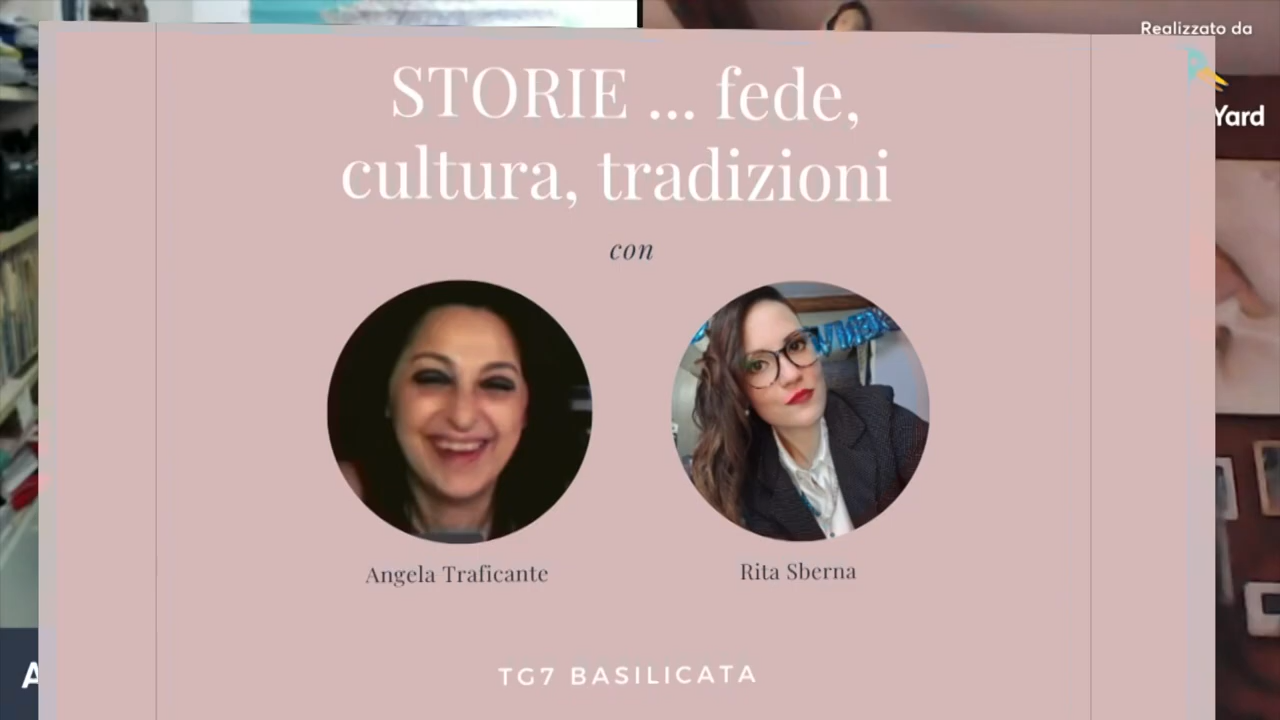 Realizzato da
Yard
STORIE ... fede,
cultura, tradizioni
con
Angela Traficante
Rita Sberna
TG7 BASILICATA
A